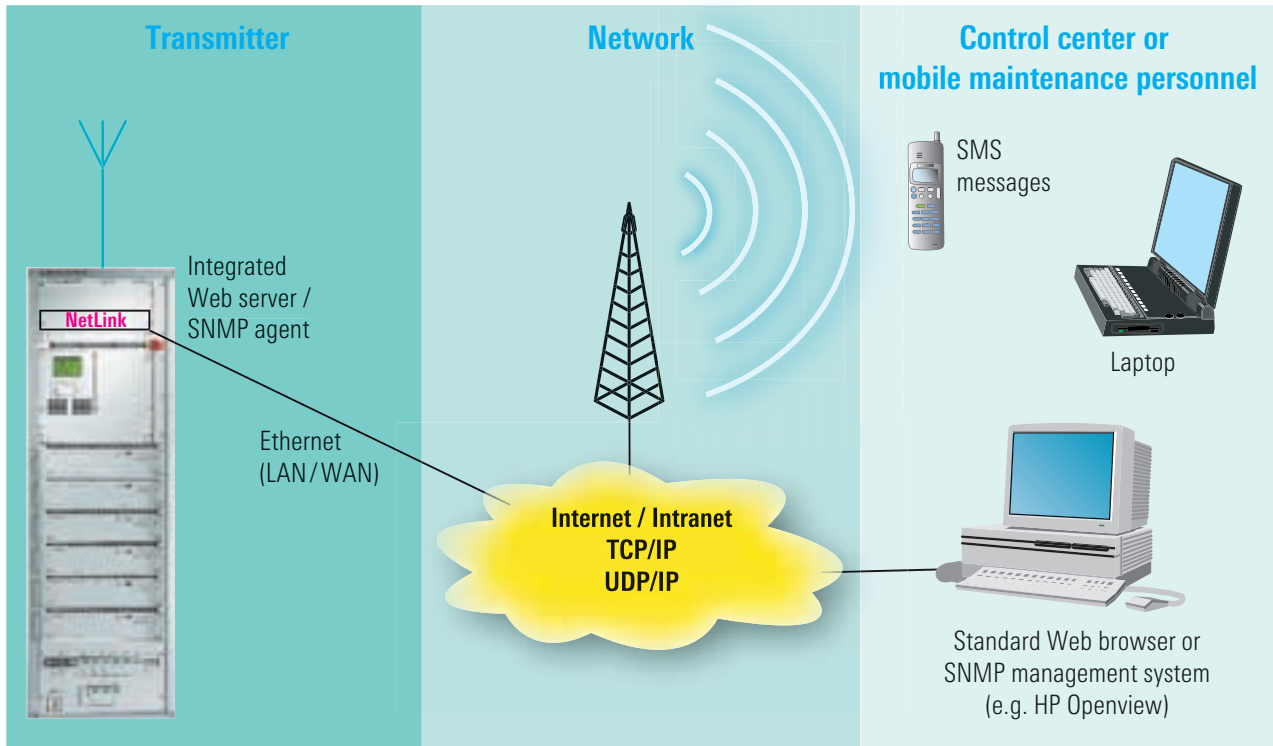 Transmitter
Network
Control center or
mobile maintenance personnel
SMS
messages
Integrated
Web server /
SNMP agent
NetLink
Laptop
Ethernet
(LAN / WAN)
Internet / Intranet
TCP/IP
UDP/IP
Standard Web browser or
SNMP management system
(e.g. HP Openview)